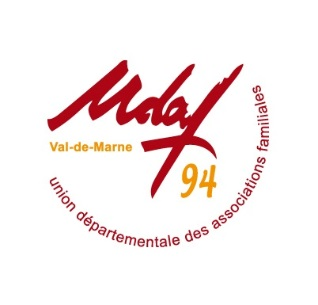 Udaf
Val-de-Marne
94
union départementale des associations familiales